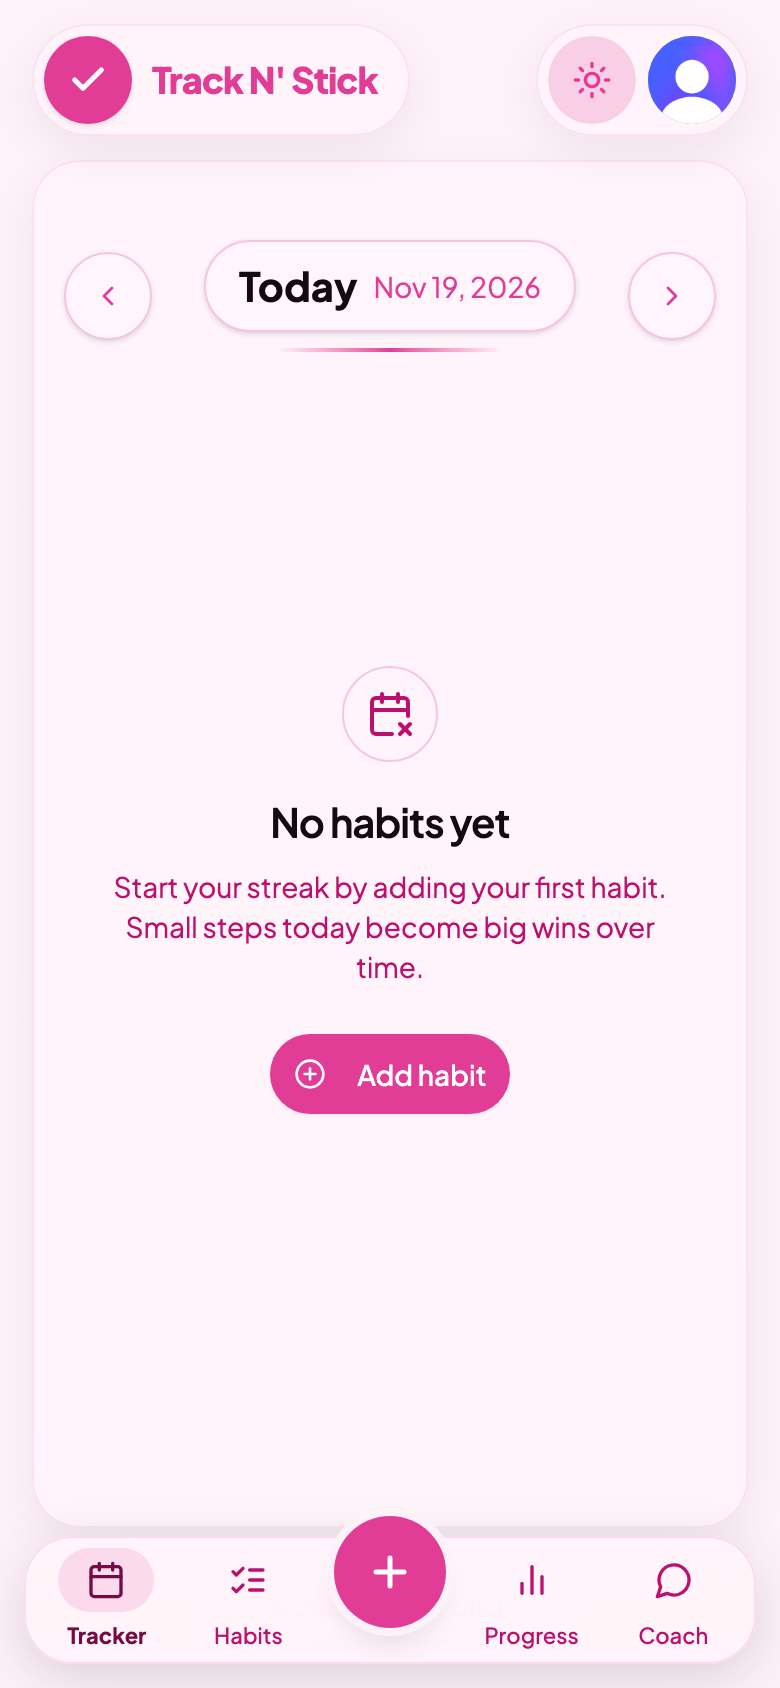 Track N' Stick
Today Nov 19, 2026
No habits yet
Start your streak by adding your first habit.
Small steps today become big wins over
time.
Add habit
Tracker Habits Progress Coach